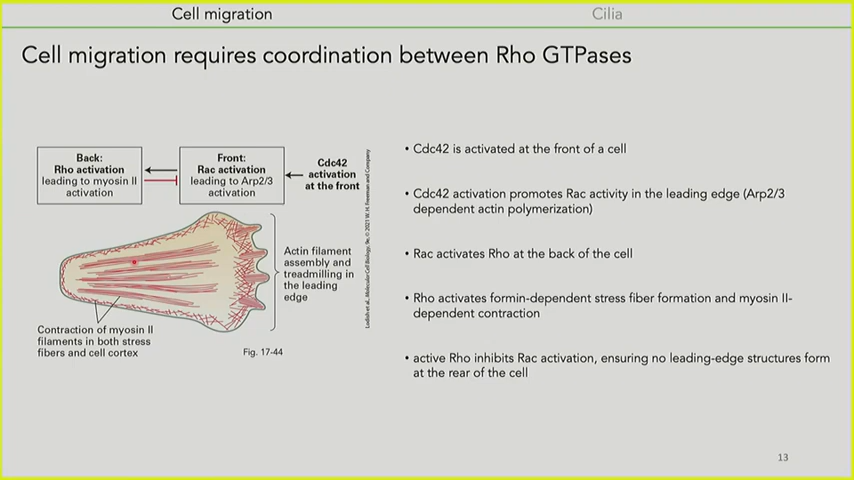 Cell migration
Cilia
Cell migration requires coordination between Rho GTPases
Back:
Rho activation
leading to myosin II
activation
Front:
Rac activation
leading to Arp2/3
activation
Cdc42
activation
at the front
Actin filament
assembly and
treadmilling in
the leading
edge
Contraction of myosin II
filaments in both stress
fibers and cell cortex
Fig. 17-44
Lodish et al., Molecular Cell Biology, 9e, © 2021 W. H. Freeman and Company
• Cdc42 is activated at the front of a cell
• Cdc42 activation promotes Rac activity in the leading edge (Arp2/3
dependent actin polymerization)
• Rac activates Rho at the back of the cell
• Rho activates formin-dependent stress fiber formation and myosin II-
dependent contraction
• active Rho inhibits Rac activation, ensuring no leading-edge structures form
at the rear of the cell
13